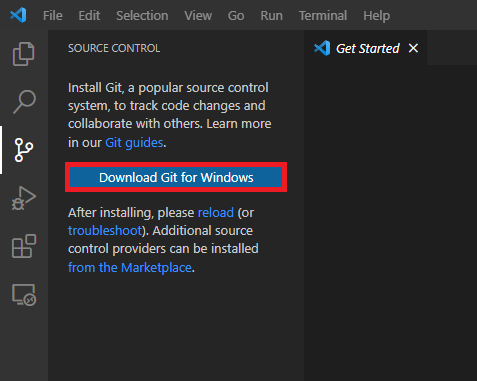 File Edit Selection View Go Run Terminal Help
SOURCE CONTROL
Get Started
Install Git, a popular source control
system, to track code changes and
collaborate with others. Learn more
in our Git guides.
Download Git for Windows
After installing, please reload (or
troubleshoot). Additional source
control providers can be installed
from the Marketplace.